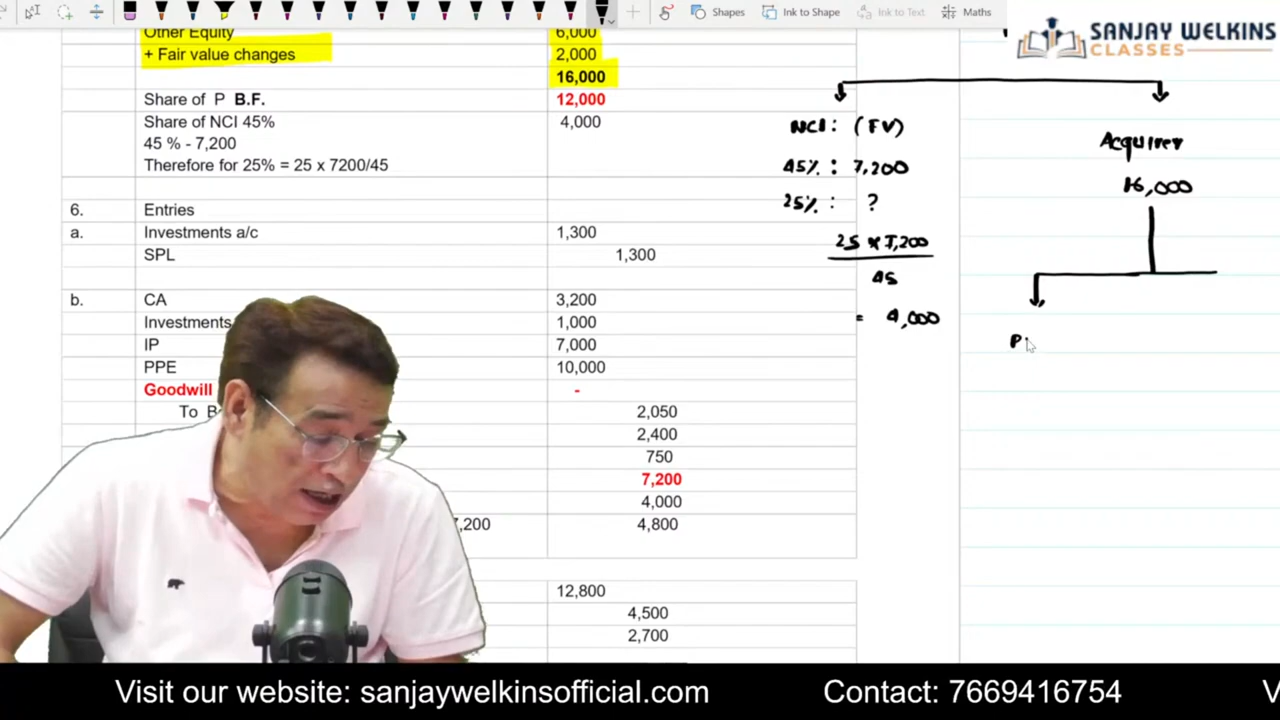 Shapes
Ink to Shape
Ink to Text
Maths
SANJAY WELKINS
CLASSES
Other Equity 6,000
+ Fair value changes 2,000
16,000
Share of P B.F. 12,000
Share of NCI 45% 4,000
45 % - 7,200
Therefore for 25% = 25 x 7200/45
6. Entries
a. Investments a/c 1,300
SPL 1,300
b. CA 3,200
Investments 1,000
IP 7,000
PPE 10,000
Goodwill -
To 2,050
2,400
750
7,200
4,000
7,200 4,800
12,800
4,500
2,700
NCI : (FV)
45% : 7,200
25% : ?
25 x 7,200
45
= 4,000
Acquirer
16,000
P
Visit our website: sanjaywelkinsofficial.com Contact: 7669416754 V